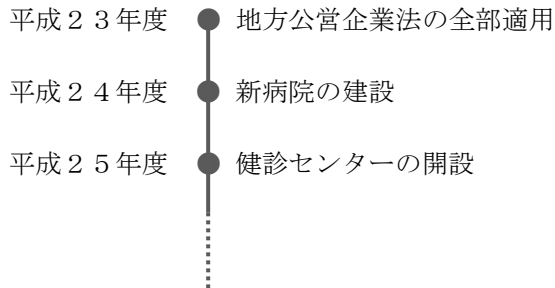 平成２３年度 地方公営企業法の全部適用
平成２４年度 新病院の建設
平成２５年度 健診センターの開設